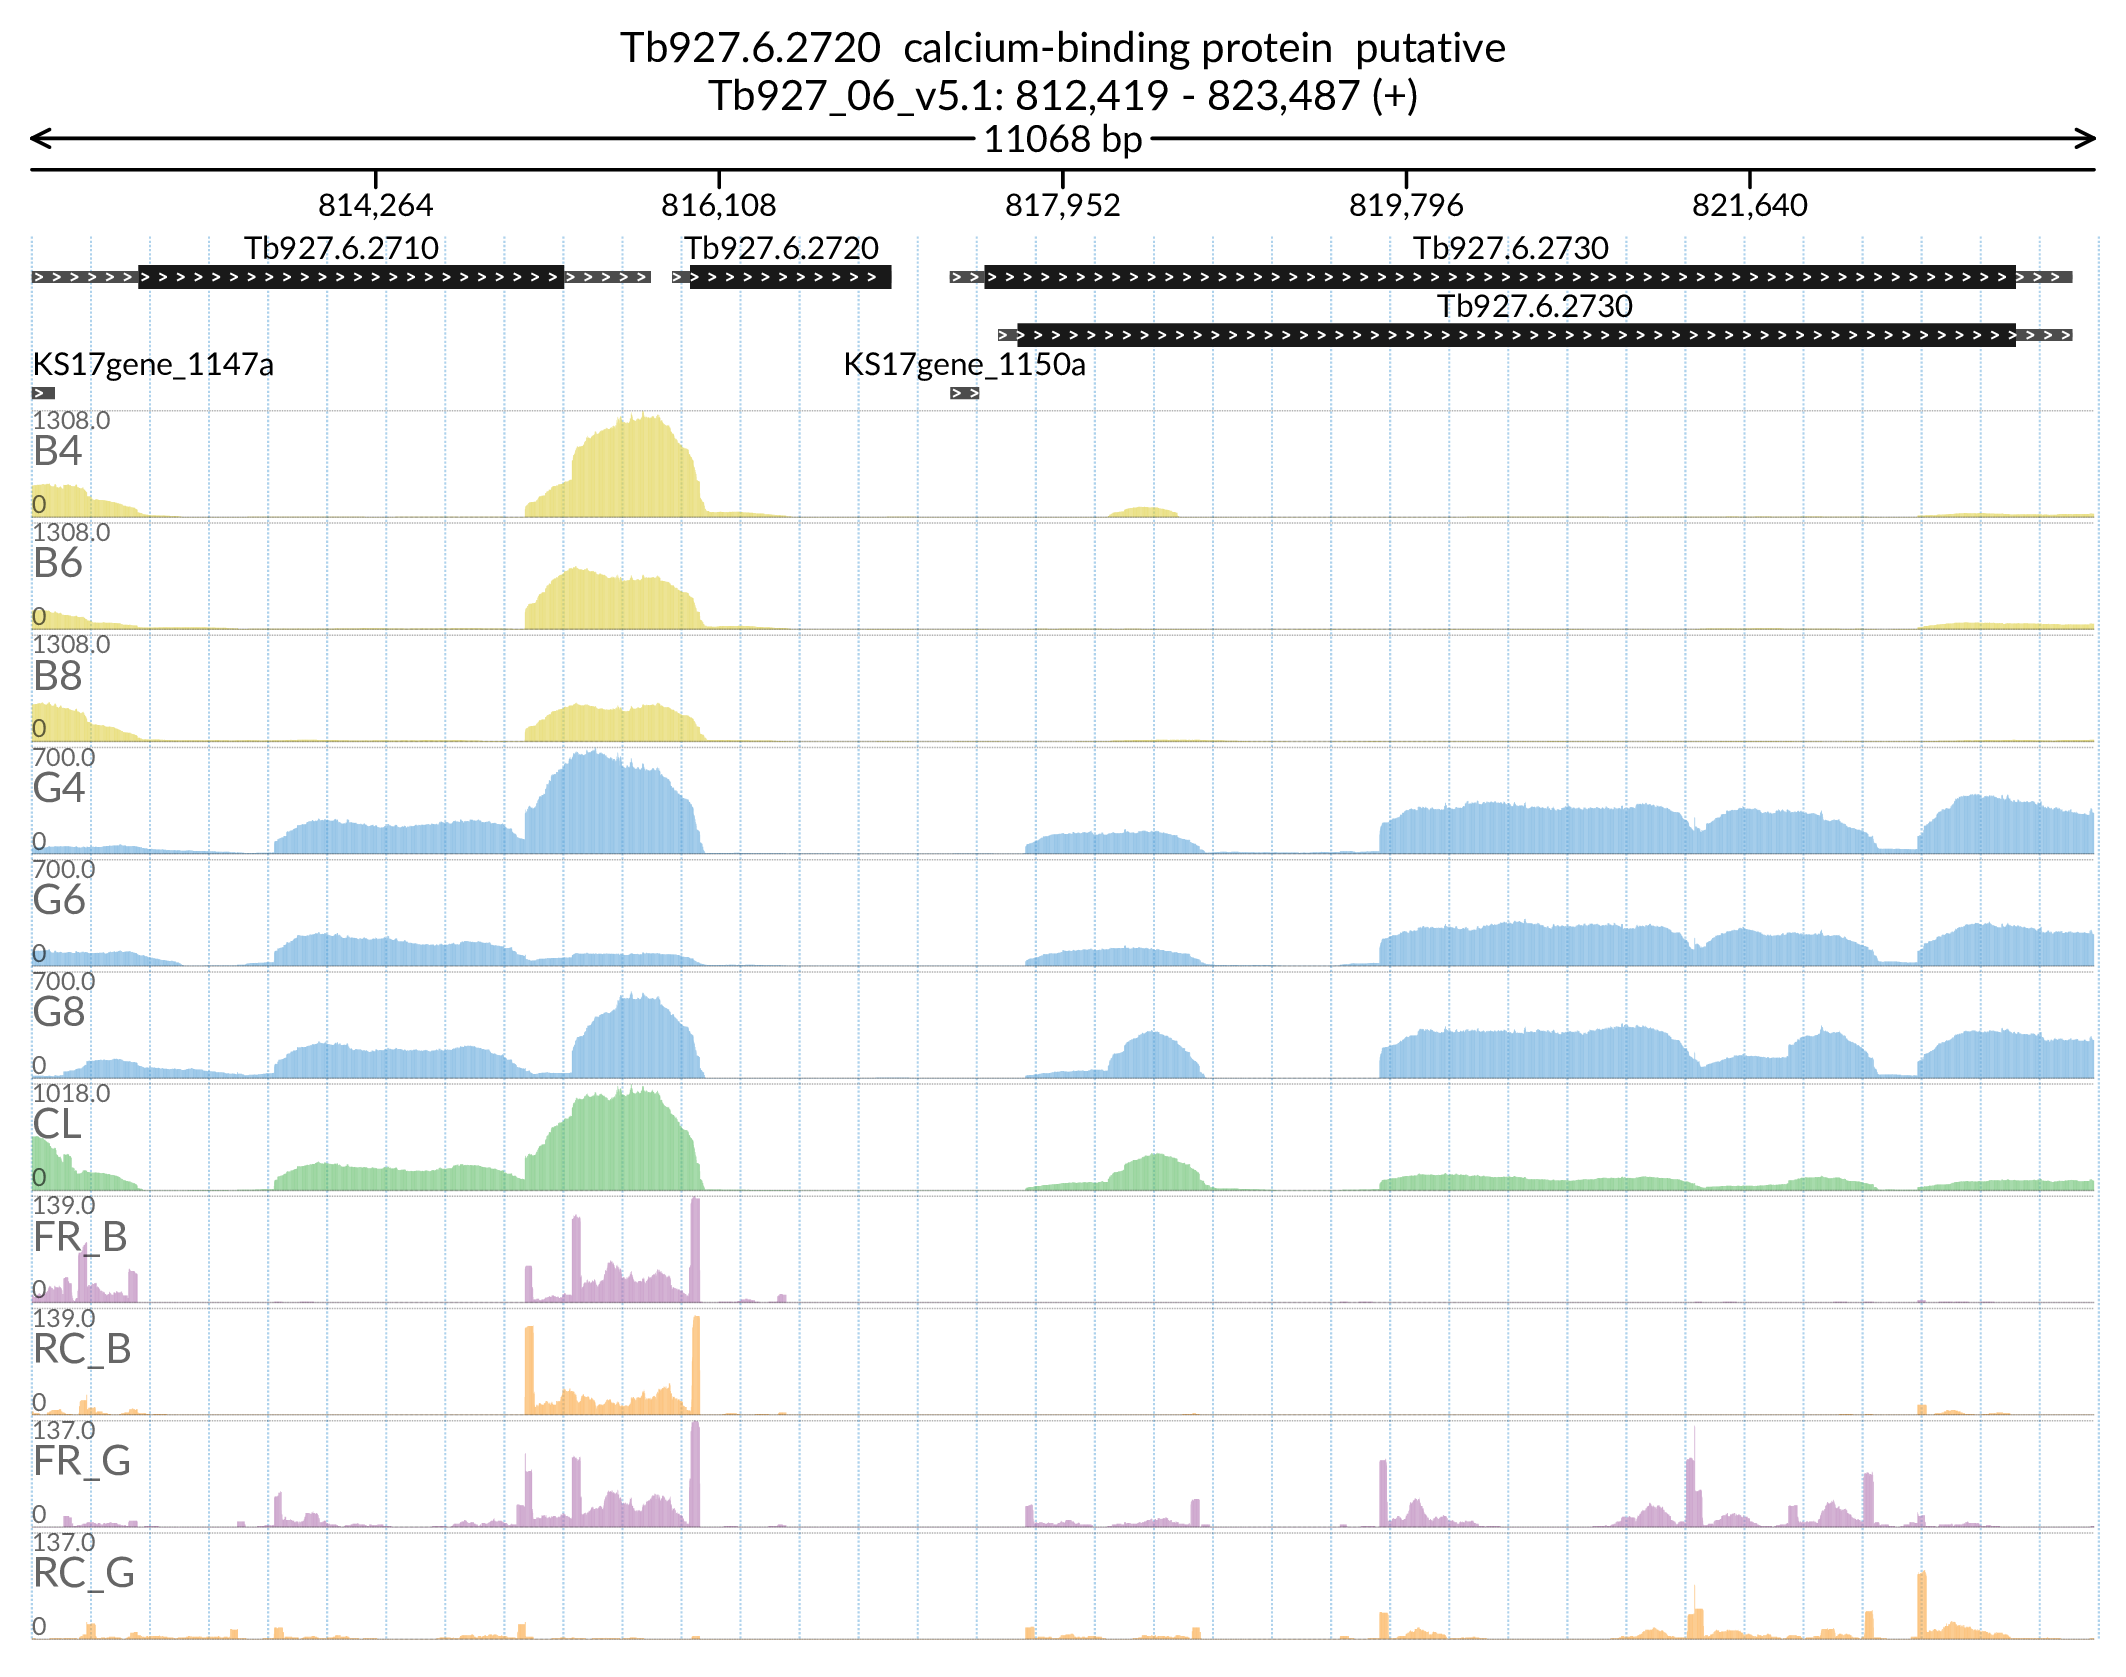 Tb927.6.2720  calcium-binding protein  putative
Tb927_06_v5.1: 812,419 - 823,487 (+)
11068 bp
814,264 816,108 817,952 819,796 821,640
Tb927.6.2710 Tb927.6.2720 Tb927.6.2730
Tb927.6.2730
KS17gene_1147a KS17gene_1150a
1308.0
B4
0
1308.0
B6
0
1308.0
B8
0
700.0
G4
0
700.0
G6
0
700.0
G8
0
1018.0
CL
0
139.0
FR_B
0
139.0
RC_B
0
137.0
FR_G
0
137.0
RC_G
0